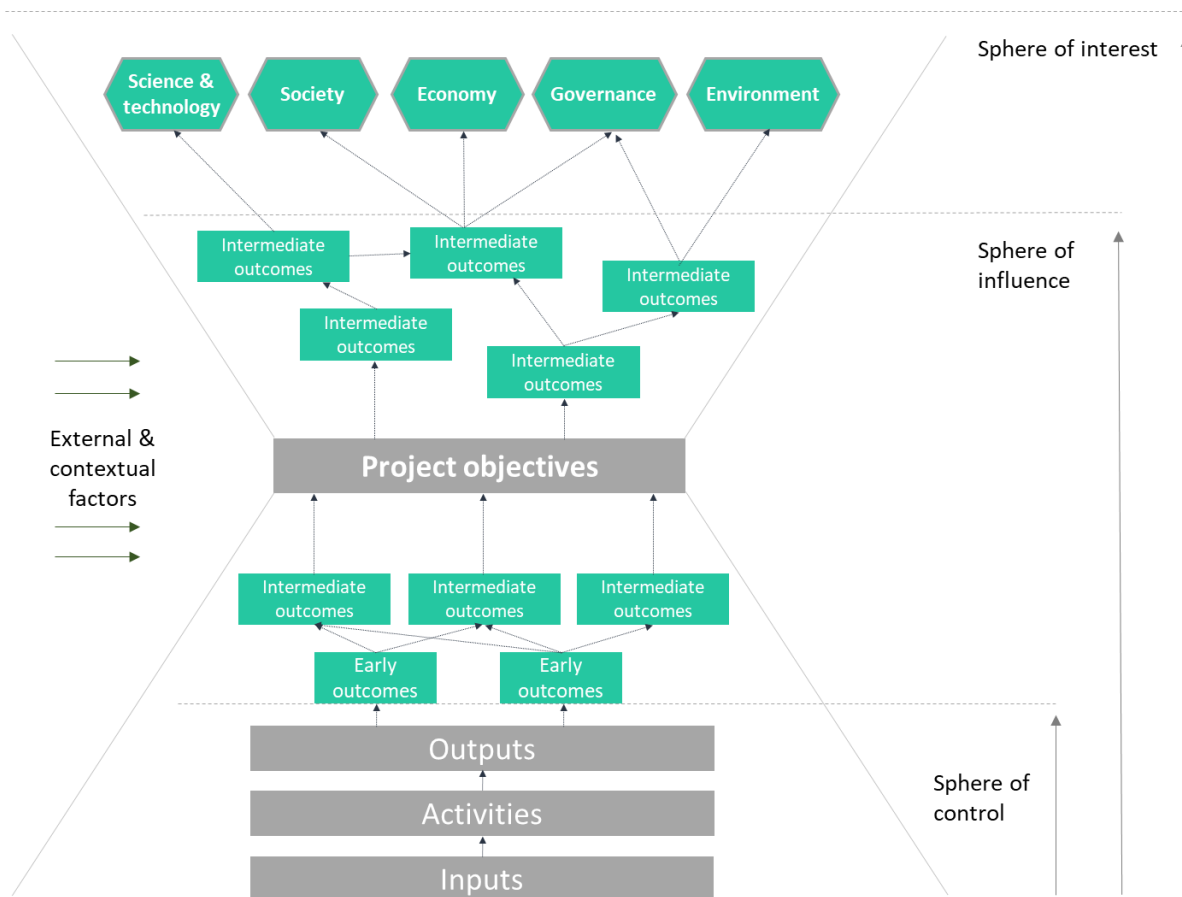 Sphere of interest
Science &
technology
Society
Economy
Governance
Environment
Intermediate
outcomes
Intermediate
outcomes
Intermediate
outcomes
Sphere of
influence
Intermediate
outcomes
Intermediate
outcomes
External &
contextual
factors
Project objectives
Intermediate
outcomes
Intermediate
outcomes
Intermediate
outcomes
Early
outcomes
Early
outcomes
Outputs
Activities
Sphere of
control
Inputs